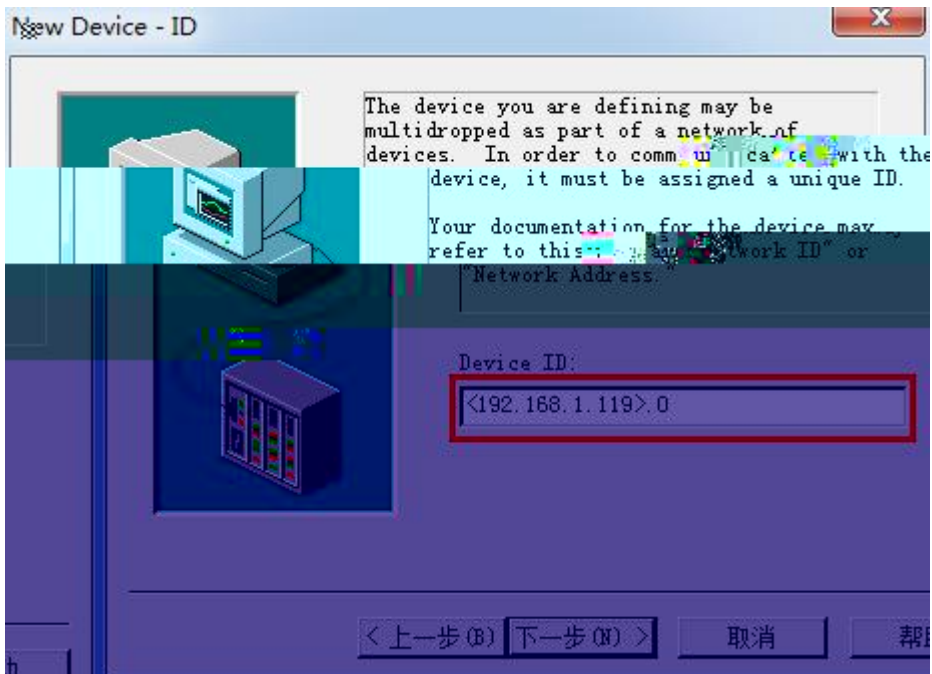 New Device - ID
The device you are defining may be
multidropped as part of a network of
devices. In order to with the
device, it must be assigned a unique ID.
Your documentation for the device may
refer to this ID" or
"Network Address."
Device ID:
<192.168.1.119>.0
< 上一步(B) 下一步(N) > 取消